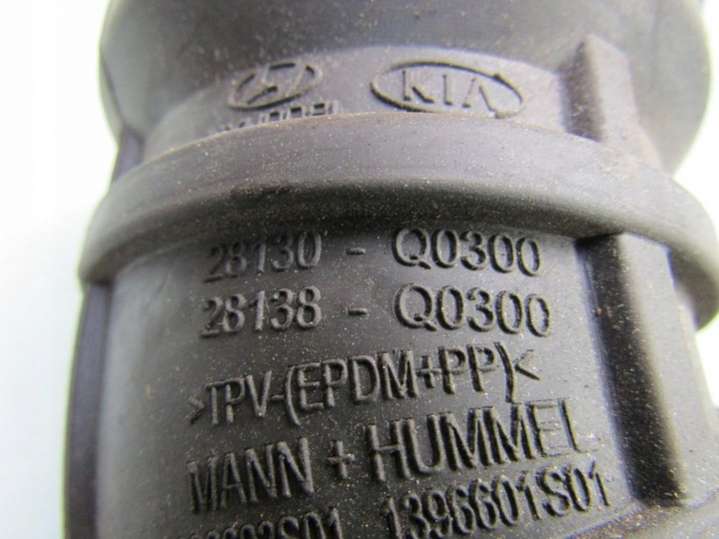 KIA
28130 - Q0300
28138 - Q0300
>TPV-(EPDM+PP)<
MANN + HUMMEL
1396601S01